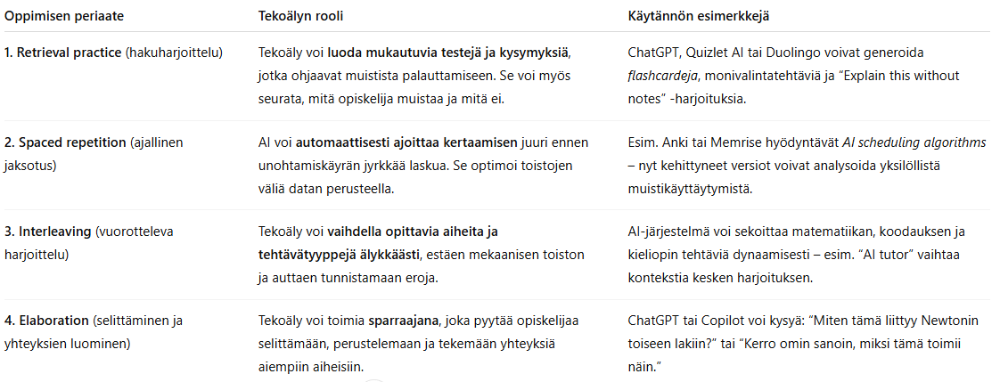 Oppimisen periaate
Tekoälyn rooli
Käytännön esimerkkejä
1. Retrieval practice (hakuharjoittelu)
Tekoäly voi luoda mukautuvia testejä ja kysymyksiä,
jotka ohjaavat muistista palauttamiseen. Se voi myös
seurata, mitä opiskelija muistaa ja mitä ei.
ChatGPT, Quizlet AI tai Duolingo voivat generoida
flashcardeja, monivalintatehtäviä ja “Explain this without
notes” -harjoituksia.
2. Spaced repetition (ajallinen
jaksotus)
AI voi automaattisesti ajoittaa kertaamisen juuri ennen
unohtamiskäyrän jyrkkää laskua. Se optimoi toistojen
väliä datan perusteella.
Esim. Anki tai Memrise hyödyntävät AI scheduling algorithms
– nyt kehittyneet versiot voivat analysoida yksilöllistä
muistikäyttäytymistä.
3. Interleaving (vuorotteleva
harjoittelu)
Tekoäly voi vaihdella opittavia aiheita ja
tehtävätyyppejä älykkäästi, estäen mekaanisen toiston
ja auttaen tunnistamaan eroja.
AI-järjestelmä voi sekoittaa matematiikan, koodauksen ja
kieliopin tehtäviä dynaamisesti – esim. “AI tutor” vaihtaa
kontekstia kesken harjoituksen.
4. Elaboration (selittäminen ja
yhteyksien luominen)
Tekoäly voi toimia sparraajana, joka pyytää opiskelijaa
selittämään, perustelemaan ja tekemään yhteyksiä
aiempiin aiheisiin.
ChatGPT tai Copilot voi kysyä: “Miten tämä liittyy Newtonin
toiseen lakiin?” tai “Kerro omin sanoin, miksi tämä toimii
näin.”